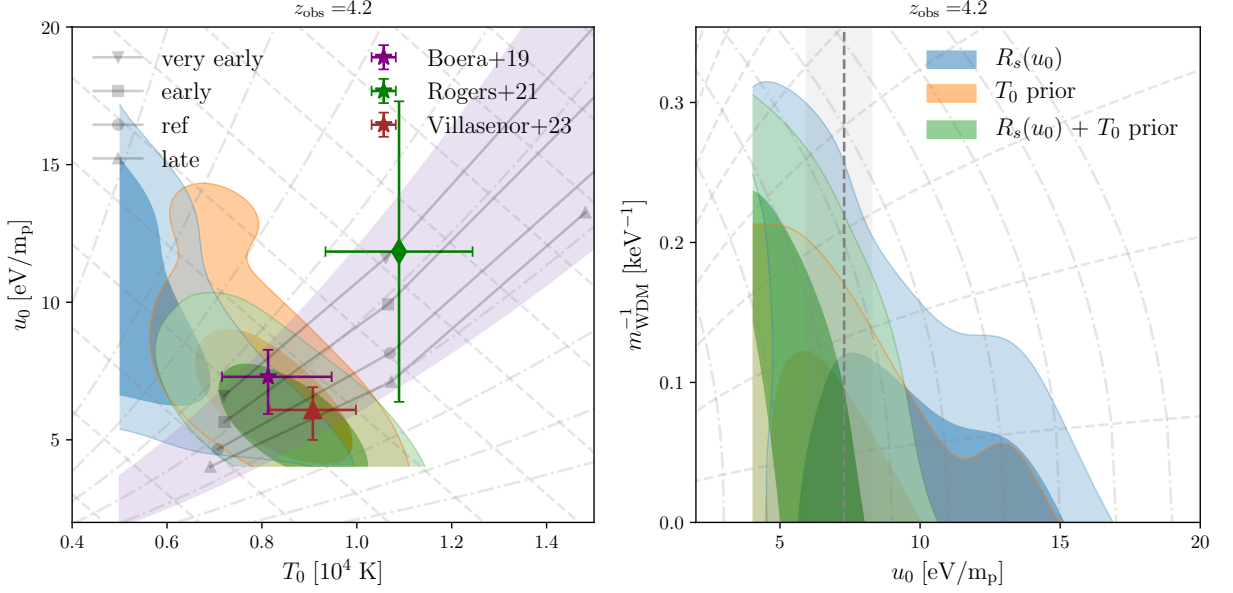 z_obs =4.2
20
15
10
5
u_0 [eV/m_p]
very early
early
ref
late
Boera+19
Rogers+21
Villasenor+23
0.4 0.6 0.8 1.0 1.2 1.4
T_0 [10^4 K]
z_obs =4.2
0.3
0.2
0.1
0.0
m_WDM^−1 [keV^−1]
R_s(u_0)
T_0 prior
R_s(u_0) + T_0 prior
5 10 15 20
u_0 [eV/m_p]